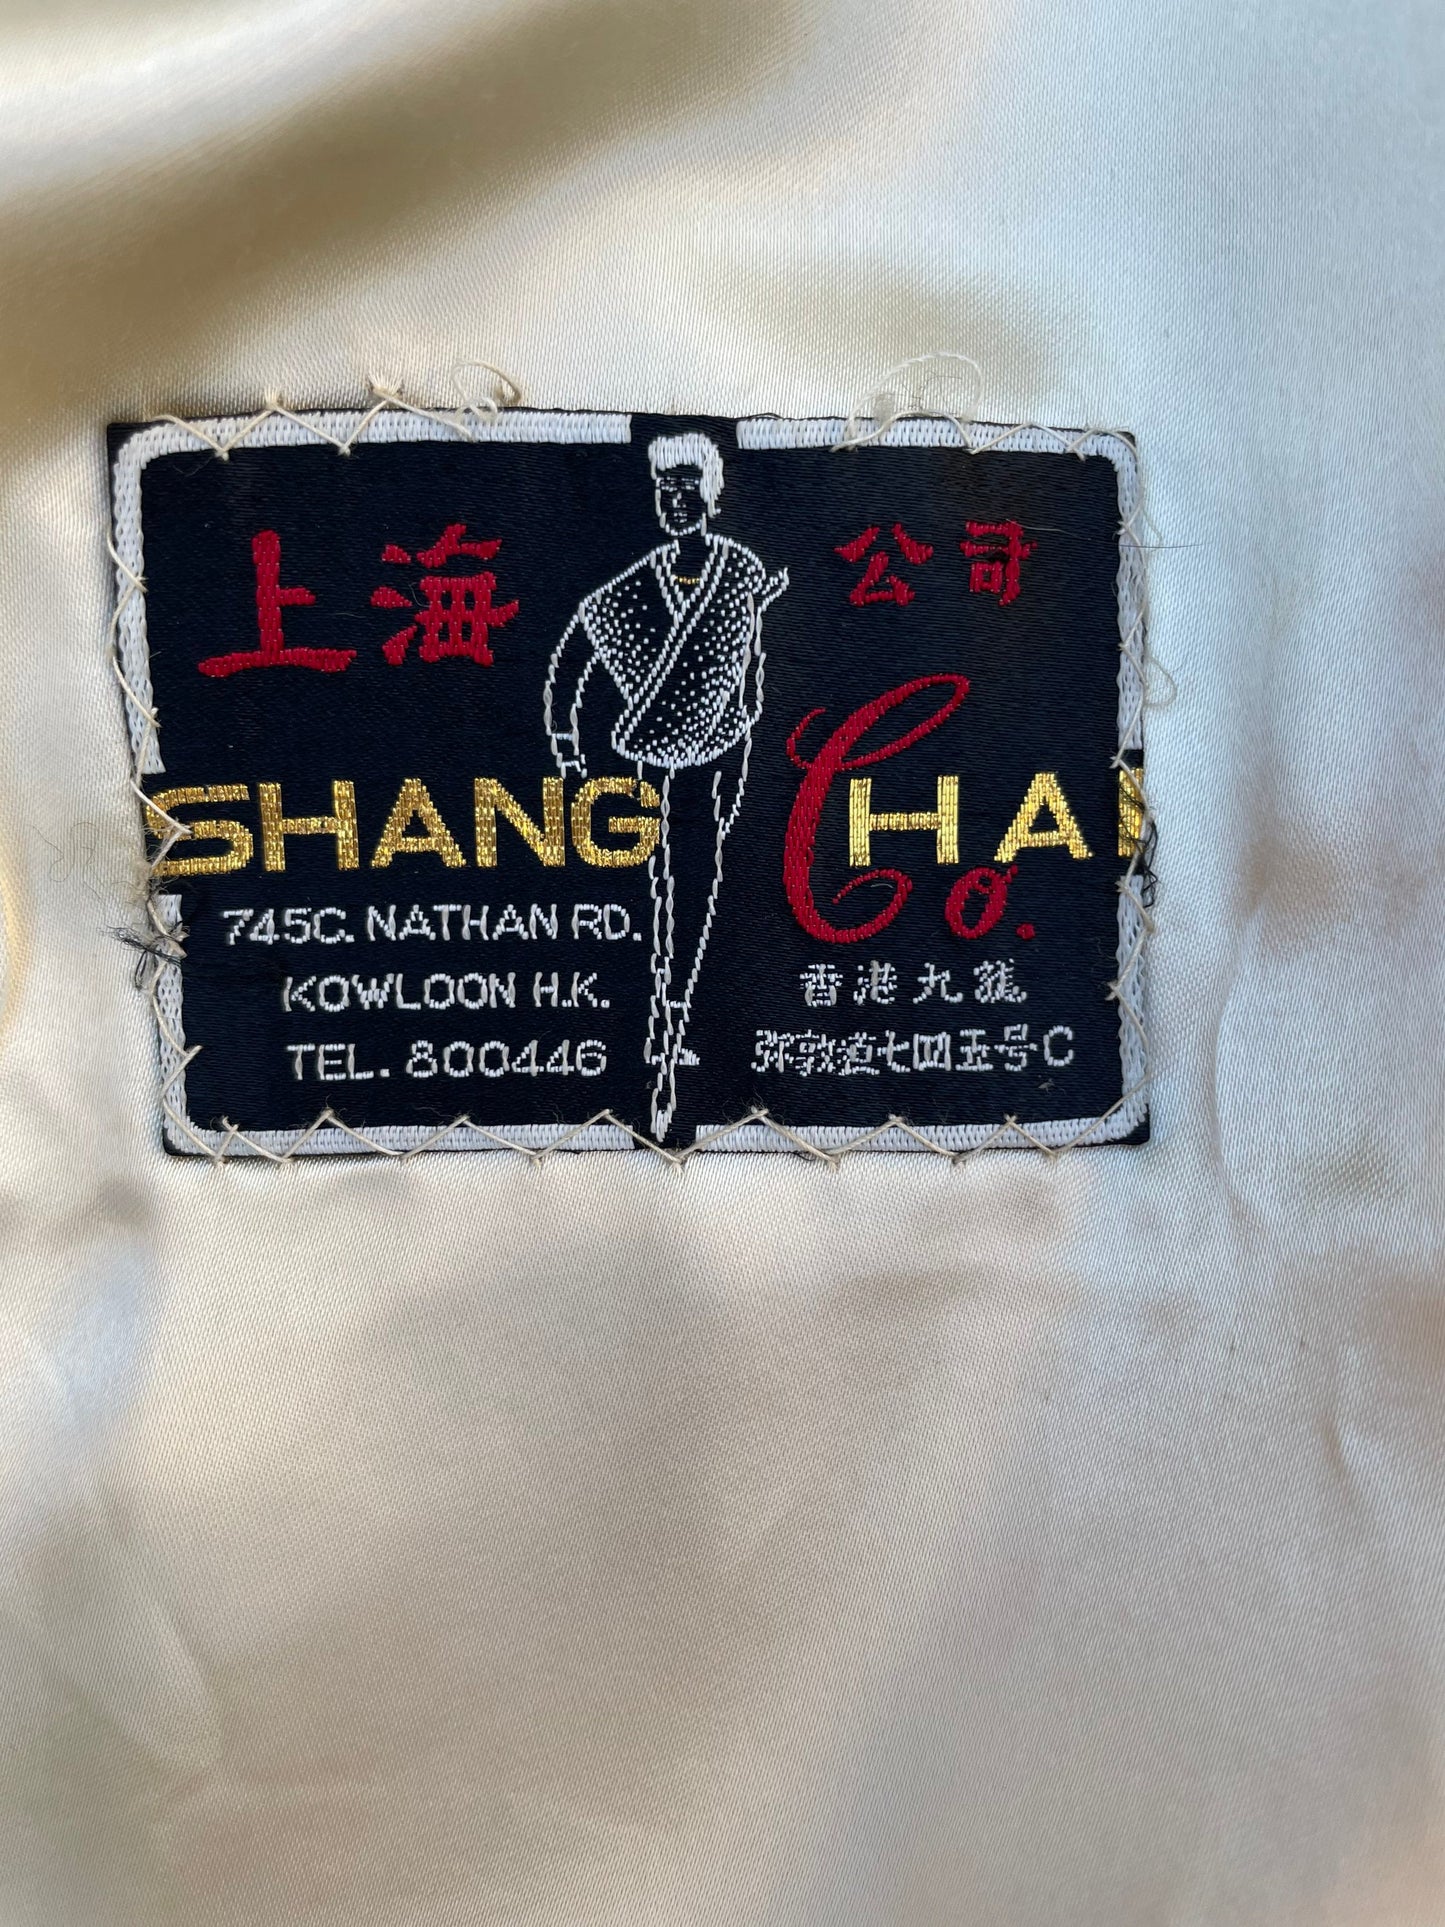 上海 公司
SHANG HAI
Co.
745C. NATHAN RD.
KOWLOON H.K.
TEL. 800446
香港九龍
弥敦道七四五号C